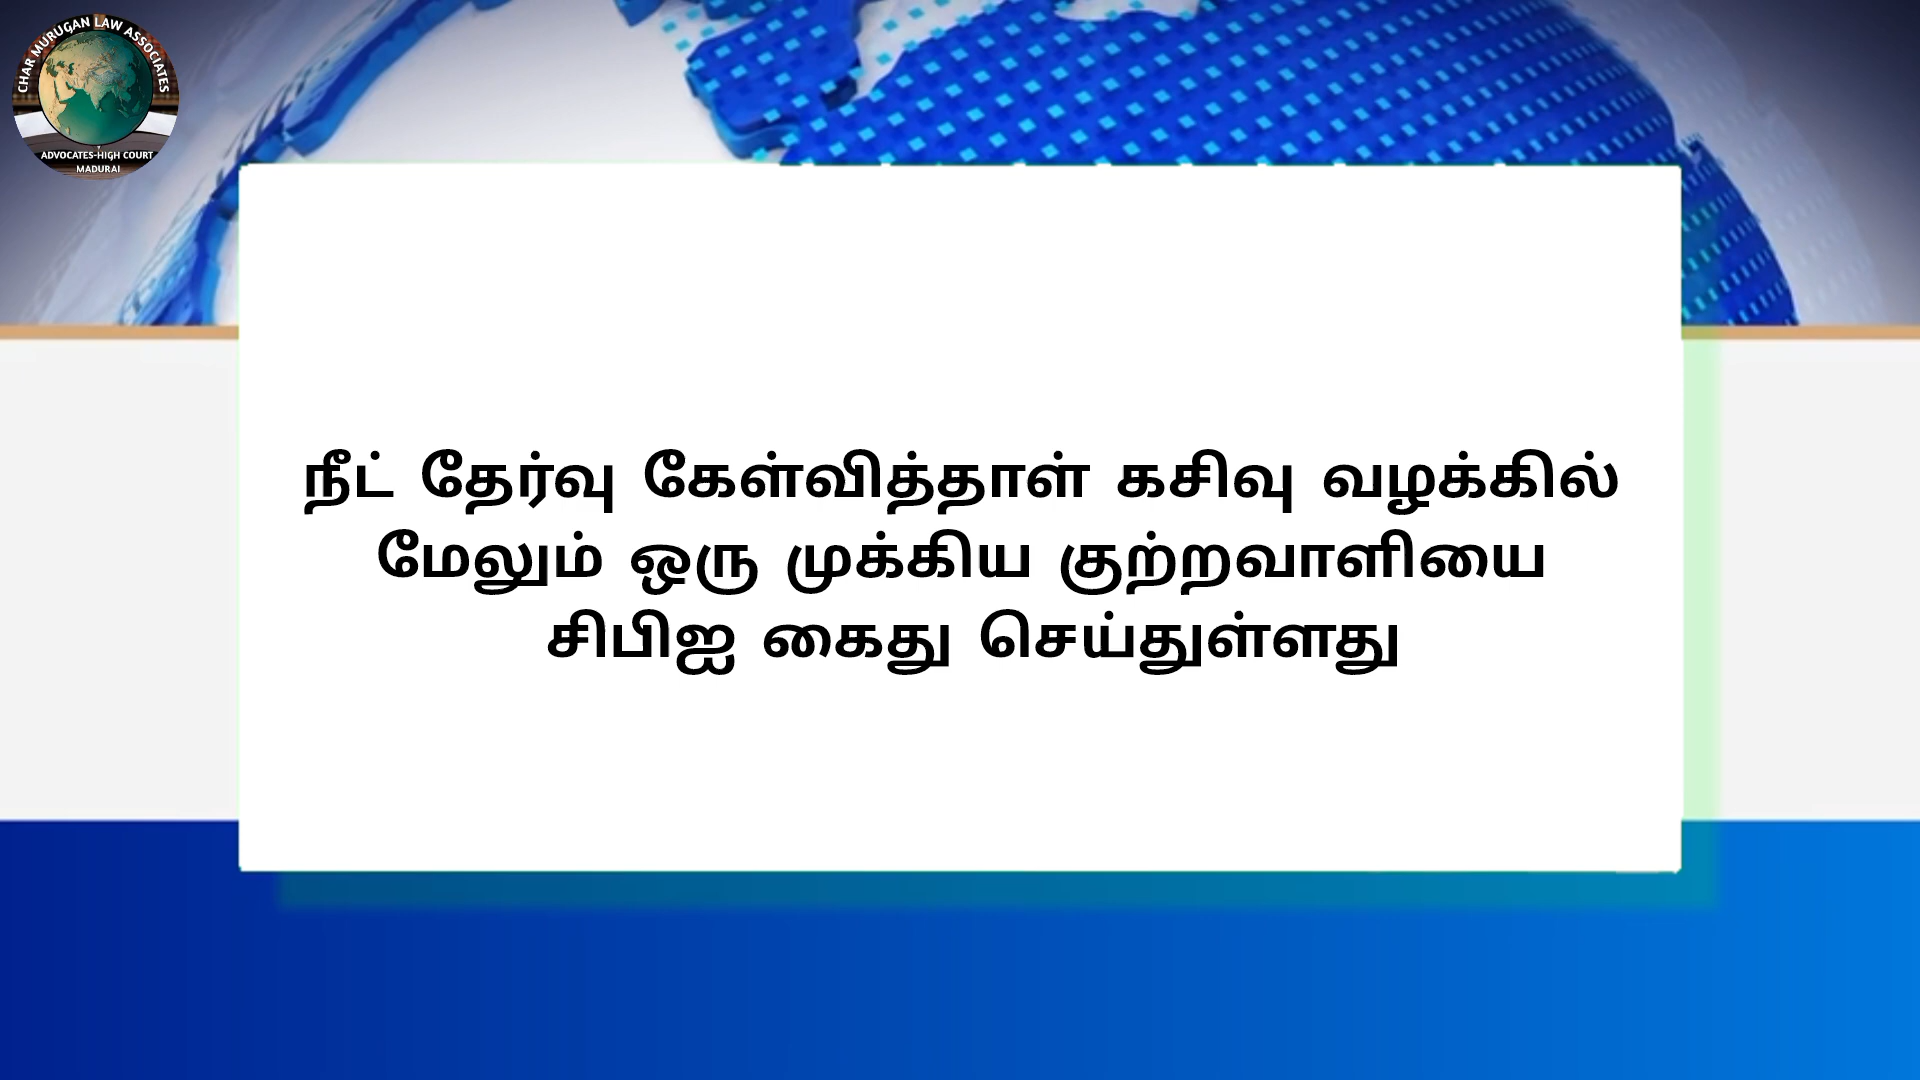 CHAR MURUGAN LAW ASSOCIATES
ADVOCATES-HIGH COURT
MADURAI
நீட் தேர்வு கேள்வித்தாள் கசிவு வழக்கில்
மேலும் ஒரு முக்கிய குற்றவாளியை
சிபிஐ கைது செய்துள்ளது